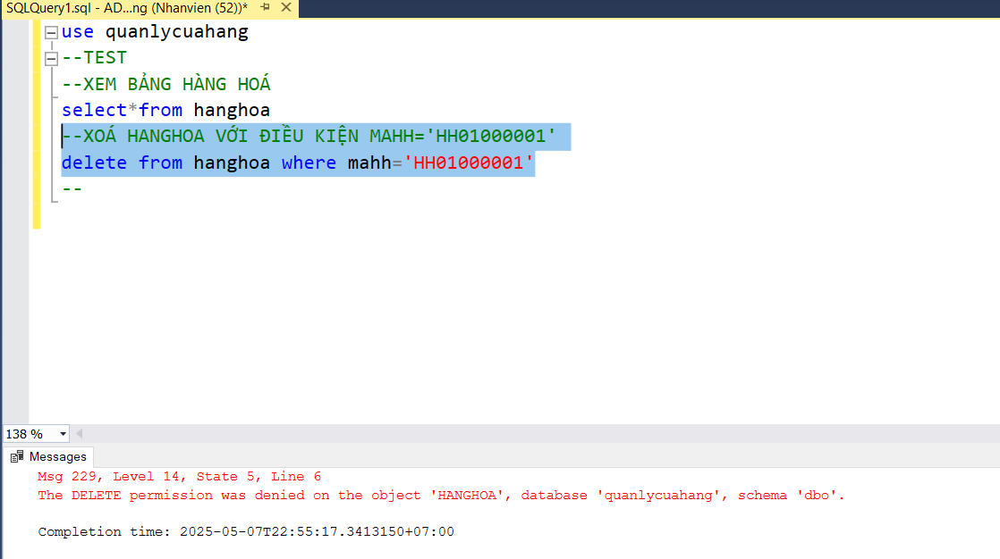 SQLQuery1.sql - AD...ng (Nhanvien (52))*
use quanlycuahang
--TEST
--XEM BẢNG HÀNG HOÁ
select*from hanghoa
--XOÁ HANGHOA VỚI ĐIỀU KIỆN MAHH='HH01000001'
delete from hanghoa where mahh='HH01000001'
--
138 %
Messages
Msg 229, Level 14, State 5, Line 6
The DELETE permission was denied on the object 'HANGHOA', database 'quanlycuahang', schema 'dbo'.
Completion time: 2025-05-07T22:55:17.3413150+07:00